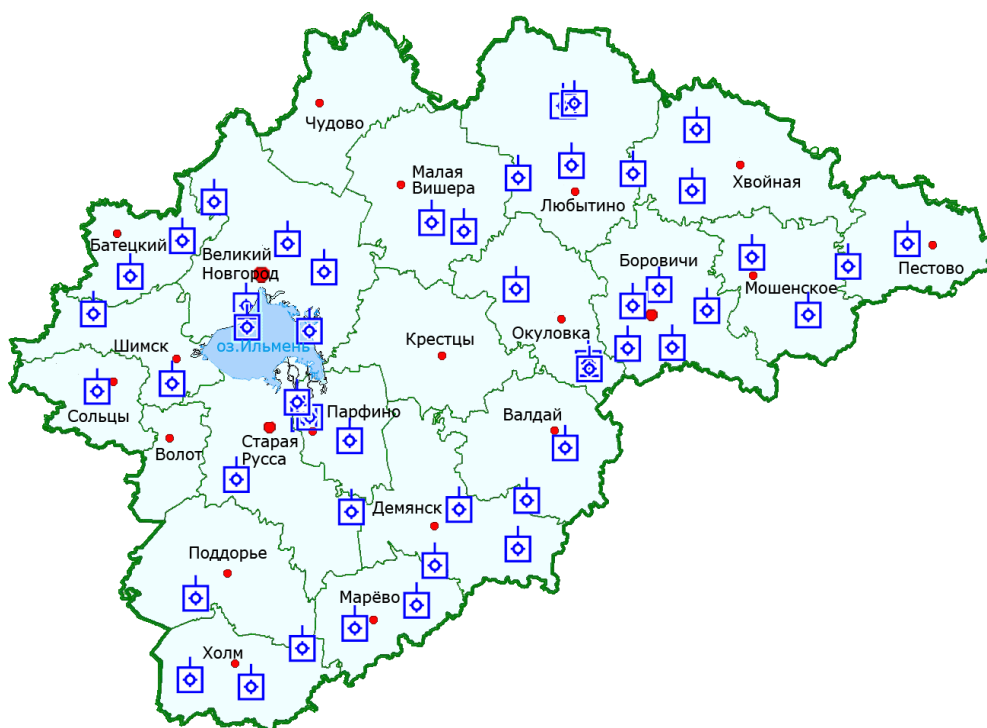 Чудово
Малая
Вишера
Хвойная
Любытино
Батецкий
Великий
Новгород
Боровичи
Пестово
Мошенское
Окуловка
Крестцы
оз.Ильмень
Шимск
Сольцы
Парфино
Валдай
Старая
Русса
Волот
Демянск
Поддорье
Марёво
Холм